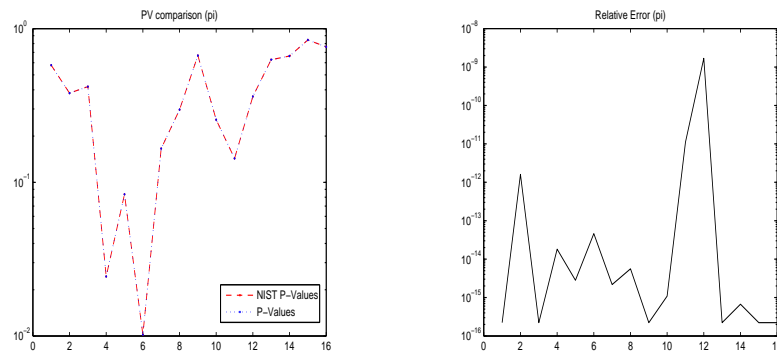 PV comparison (pi)
10^0
10^-1
10^-2
0 2 4 6 8 10 12 14 16
NIST P-Values
P-Values
Relative Error (pi)
10^-8
10^-9
10^-10
10^-11
10^-12
10^-13
10^-14
10^-15
10^-16
0 2 4 6 8 10 12 14 16